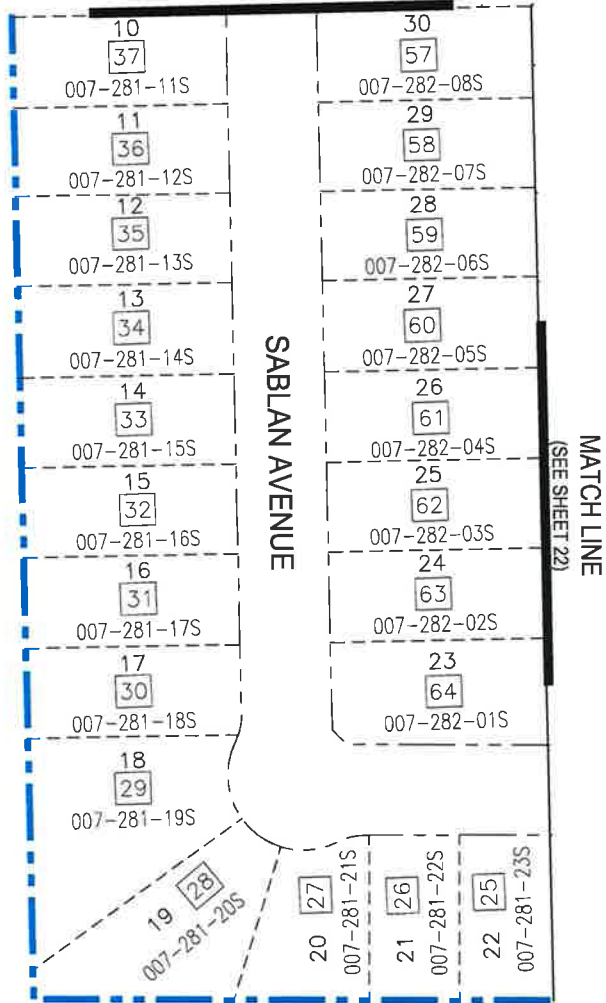 10
37
007-281-11S
11
36
007-281-12S
12
35
007-281-13S
13
34
007-281-14S
14
33
007-281-15S
15
32
007-281-16S
16
31
007-281-17S
17
30
007-281-18S
18
29
007-281-19S
19
28
007-281-20S
SABLAN AVENUE
30
57
007-282-08S
29
58
007-282-07S
28
59
007-282-06S
27
60
007-282-05S
26
61
007-282-04S
25
62
007-282-03S
24
63
007-282-02S
23
64
007-282-01S
20
27
007-281-21S
21
26
007-281-22S
22
25
007-281-23S
MATCH LINE
(SEE SHEET 22)